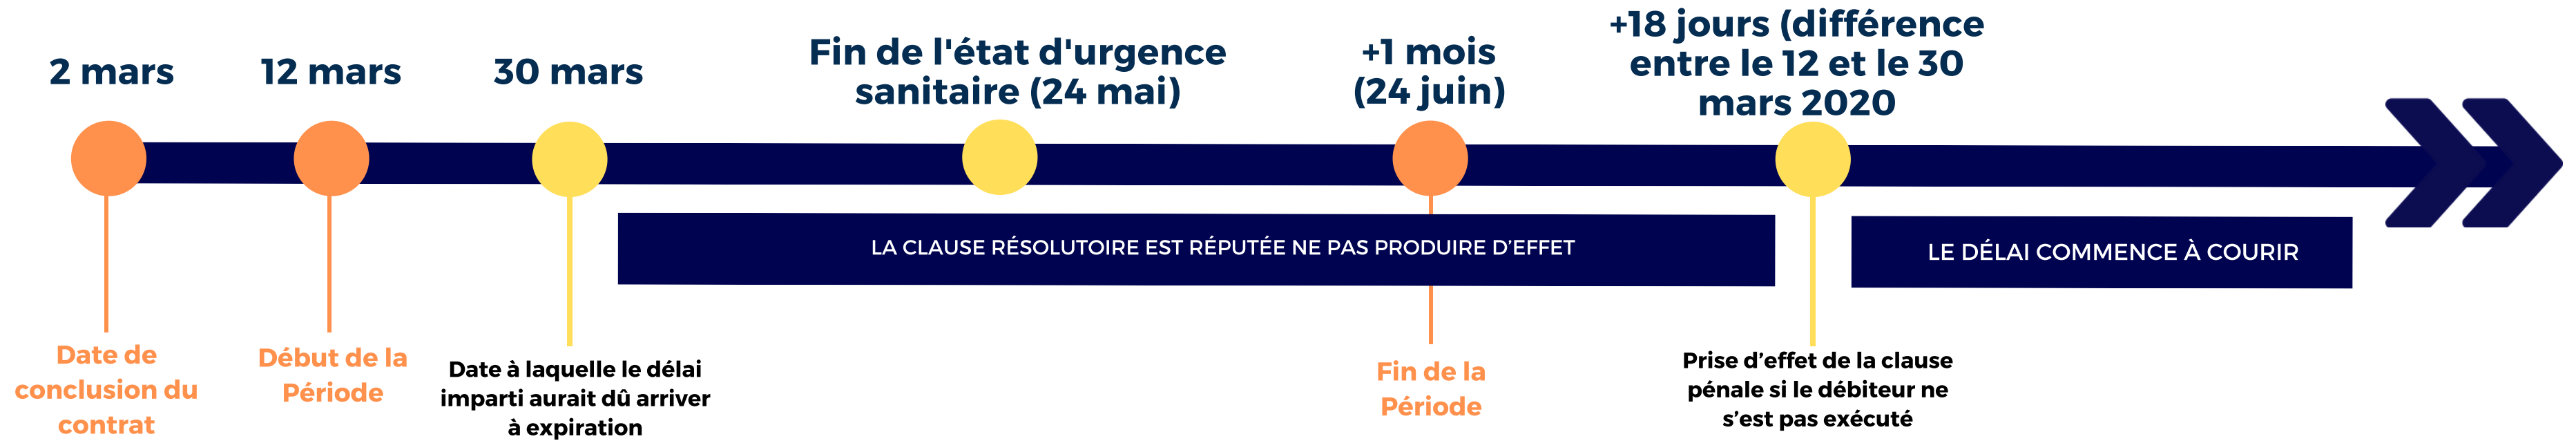 2 mars
12 mars
30 mars
Fin de l'état d'urgence
sanitaire (24 mai)
+1 mois
(24 juin)
+18 jours (différence
entre le 12 et le 30
mars 2020
LA CLAUSE RÉSOLUTOIRE EST RÉPUTÉE NE PAS PRODUIRE D’EFFET
LE DÉLAI COMMENCE À COURIR
Date de
conclusion du
contrat
Début de la
Période
Date à laquelle le délai
imparti aurait dû arriver
à expiration
Fin de la
Période
Prise d’effet de la clause
pénale si le débiteur ne
s’est pas exécuté